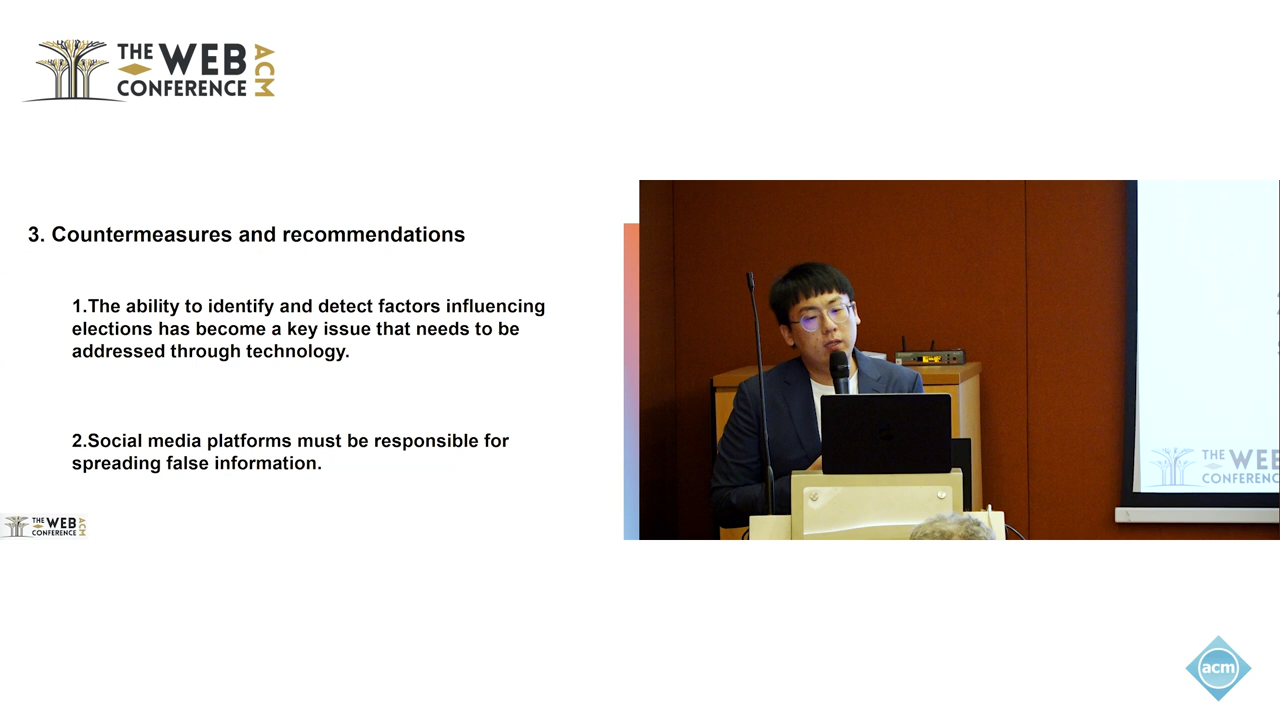 THE WEB
CONFERENCE
ACM
3. Countermeasures and recommendations
1.The ability to identify and detect factors influencing
elections has become a key issue that needs to be
addressed through technology.
2.Social media platforms must be responsible for
spreading false information.
THE WEB
CONFERENCE
ACM
THE WEB
CONFERENC
acm